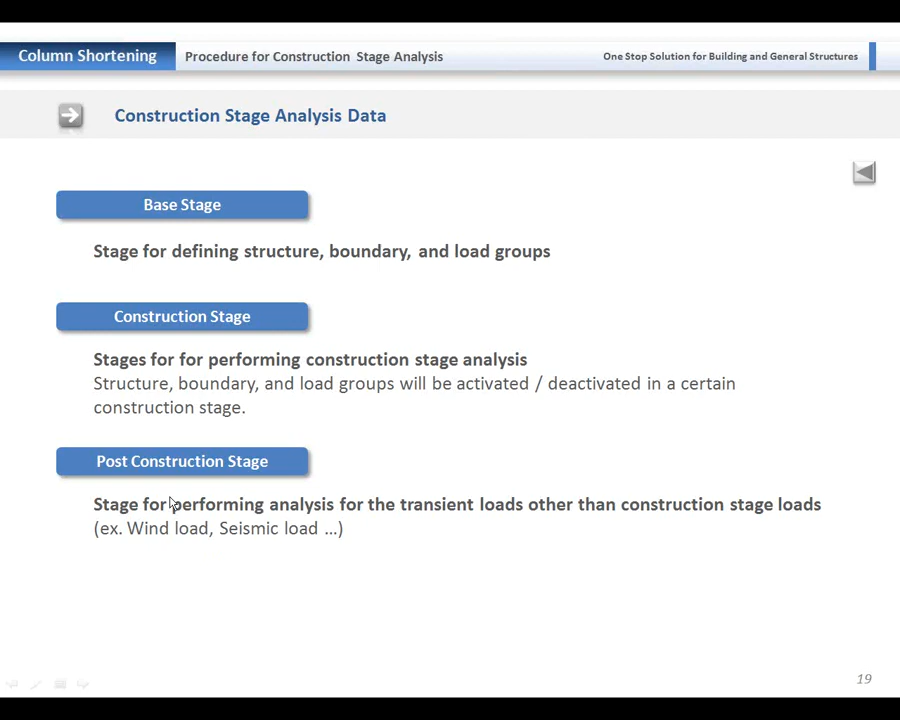 Column Shortening
Procedure for Construction Stage Analysis
One Stop Solution for Building and General Structures
Construction Stage Analysis Data
Base Stage
Stage for defining structure, boundary, and load groups
Construction Stage
Stages for for performing construction stage analysis
Structure, boundary, and load groups will be activated / deactivated in a certain
construction stage.
Post Construction Stage
Stage for performing analysis for the transient loads other than construction stage loads
(ex. Wind load, Seismic load ...)
19